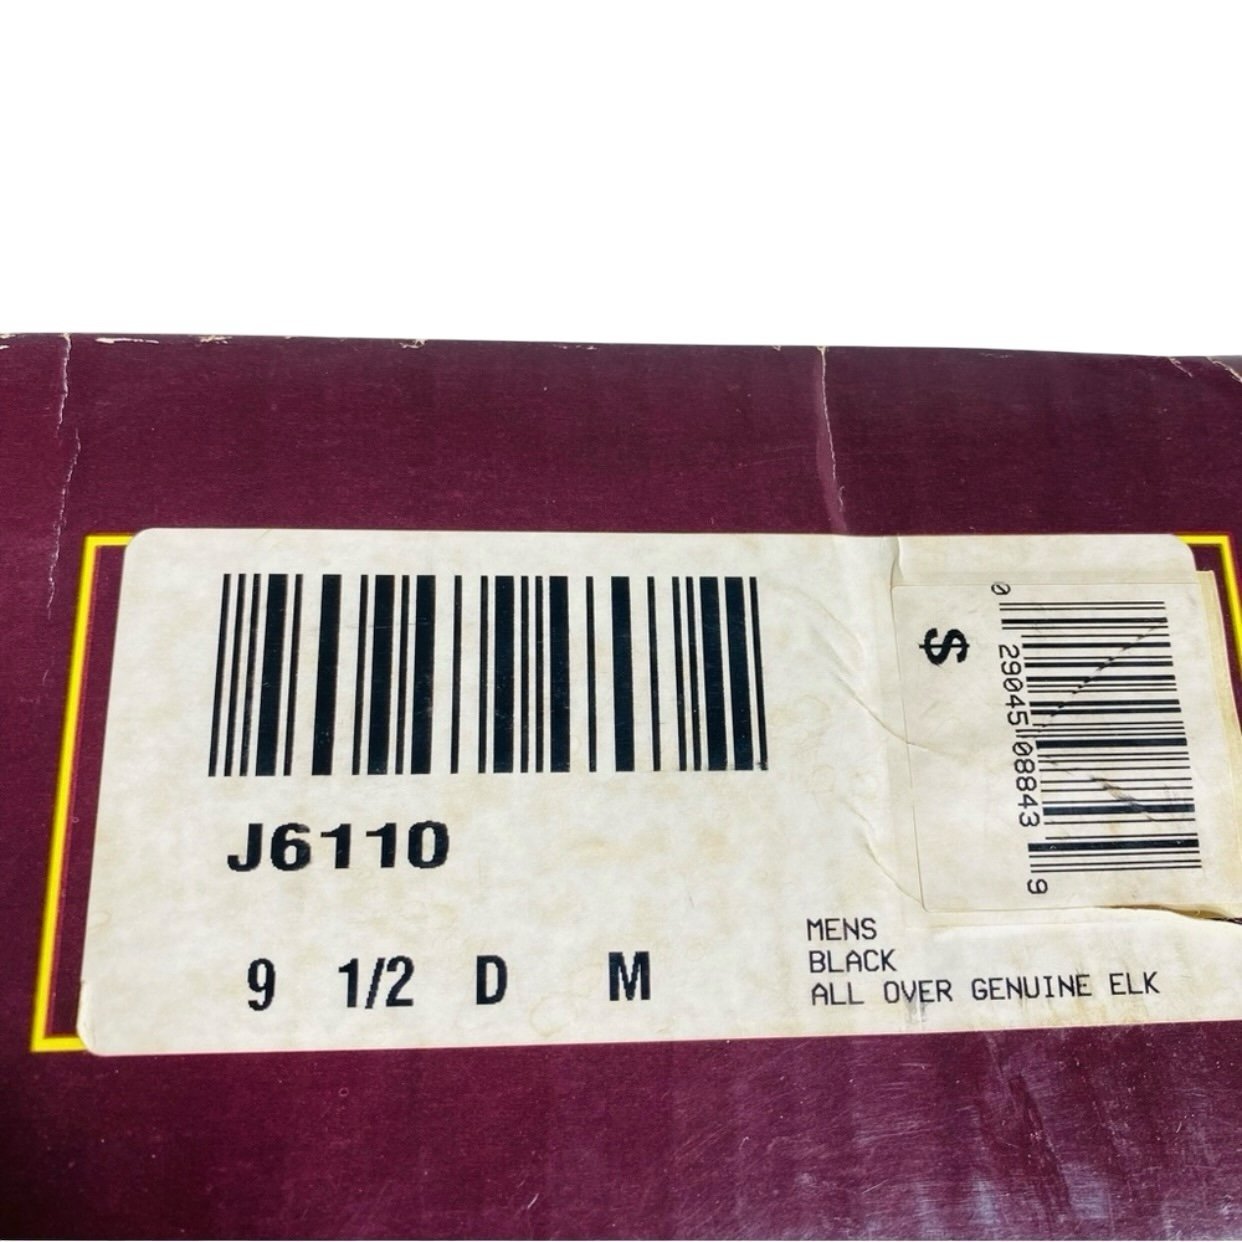 J6110
9 1/2 D M
MENS
BLACK
ALL OVER GENUINE ELK
$
0 29045 08843 9